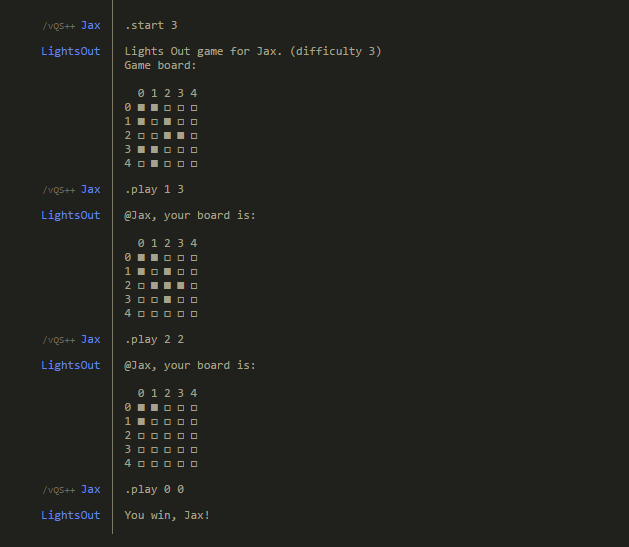 /vQS++ Jax .start 3
LightsOut Lights Out game for Jax. (difficulty 3)
Game board:
0 1 2 3 4
0 ■ ■ □ □ □
1 ■ □ ■ □ □
2 □ □ ■ ■ □
3 ■ ■ □ □ □
4 □ ■ □ □ □
/vQS++ Jax .play 1 3
LightsOut @Jax, your board is:
0 1 2 3 4
0 ■ ■ □ □ □
1 ■ □ ■ □ □
2 □ ■ ■ ■ □
3 □ □ ■ □ □
4 □ □ □ □ □
/vQS++ Jax .play 2 2
LightsOut @Jax, your board is:
0 1 2 3 4
0 ■ ■ □ □ □
1 ■ □ □ □ □
2 □ □ □ □ □
3 □ □ □ □ □
4 □ □ □ □ □
/vQS++ Jax .play 0 0
LightsOut You win, Jax!